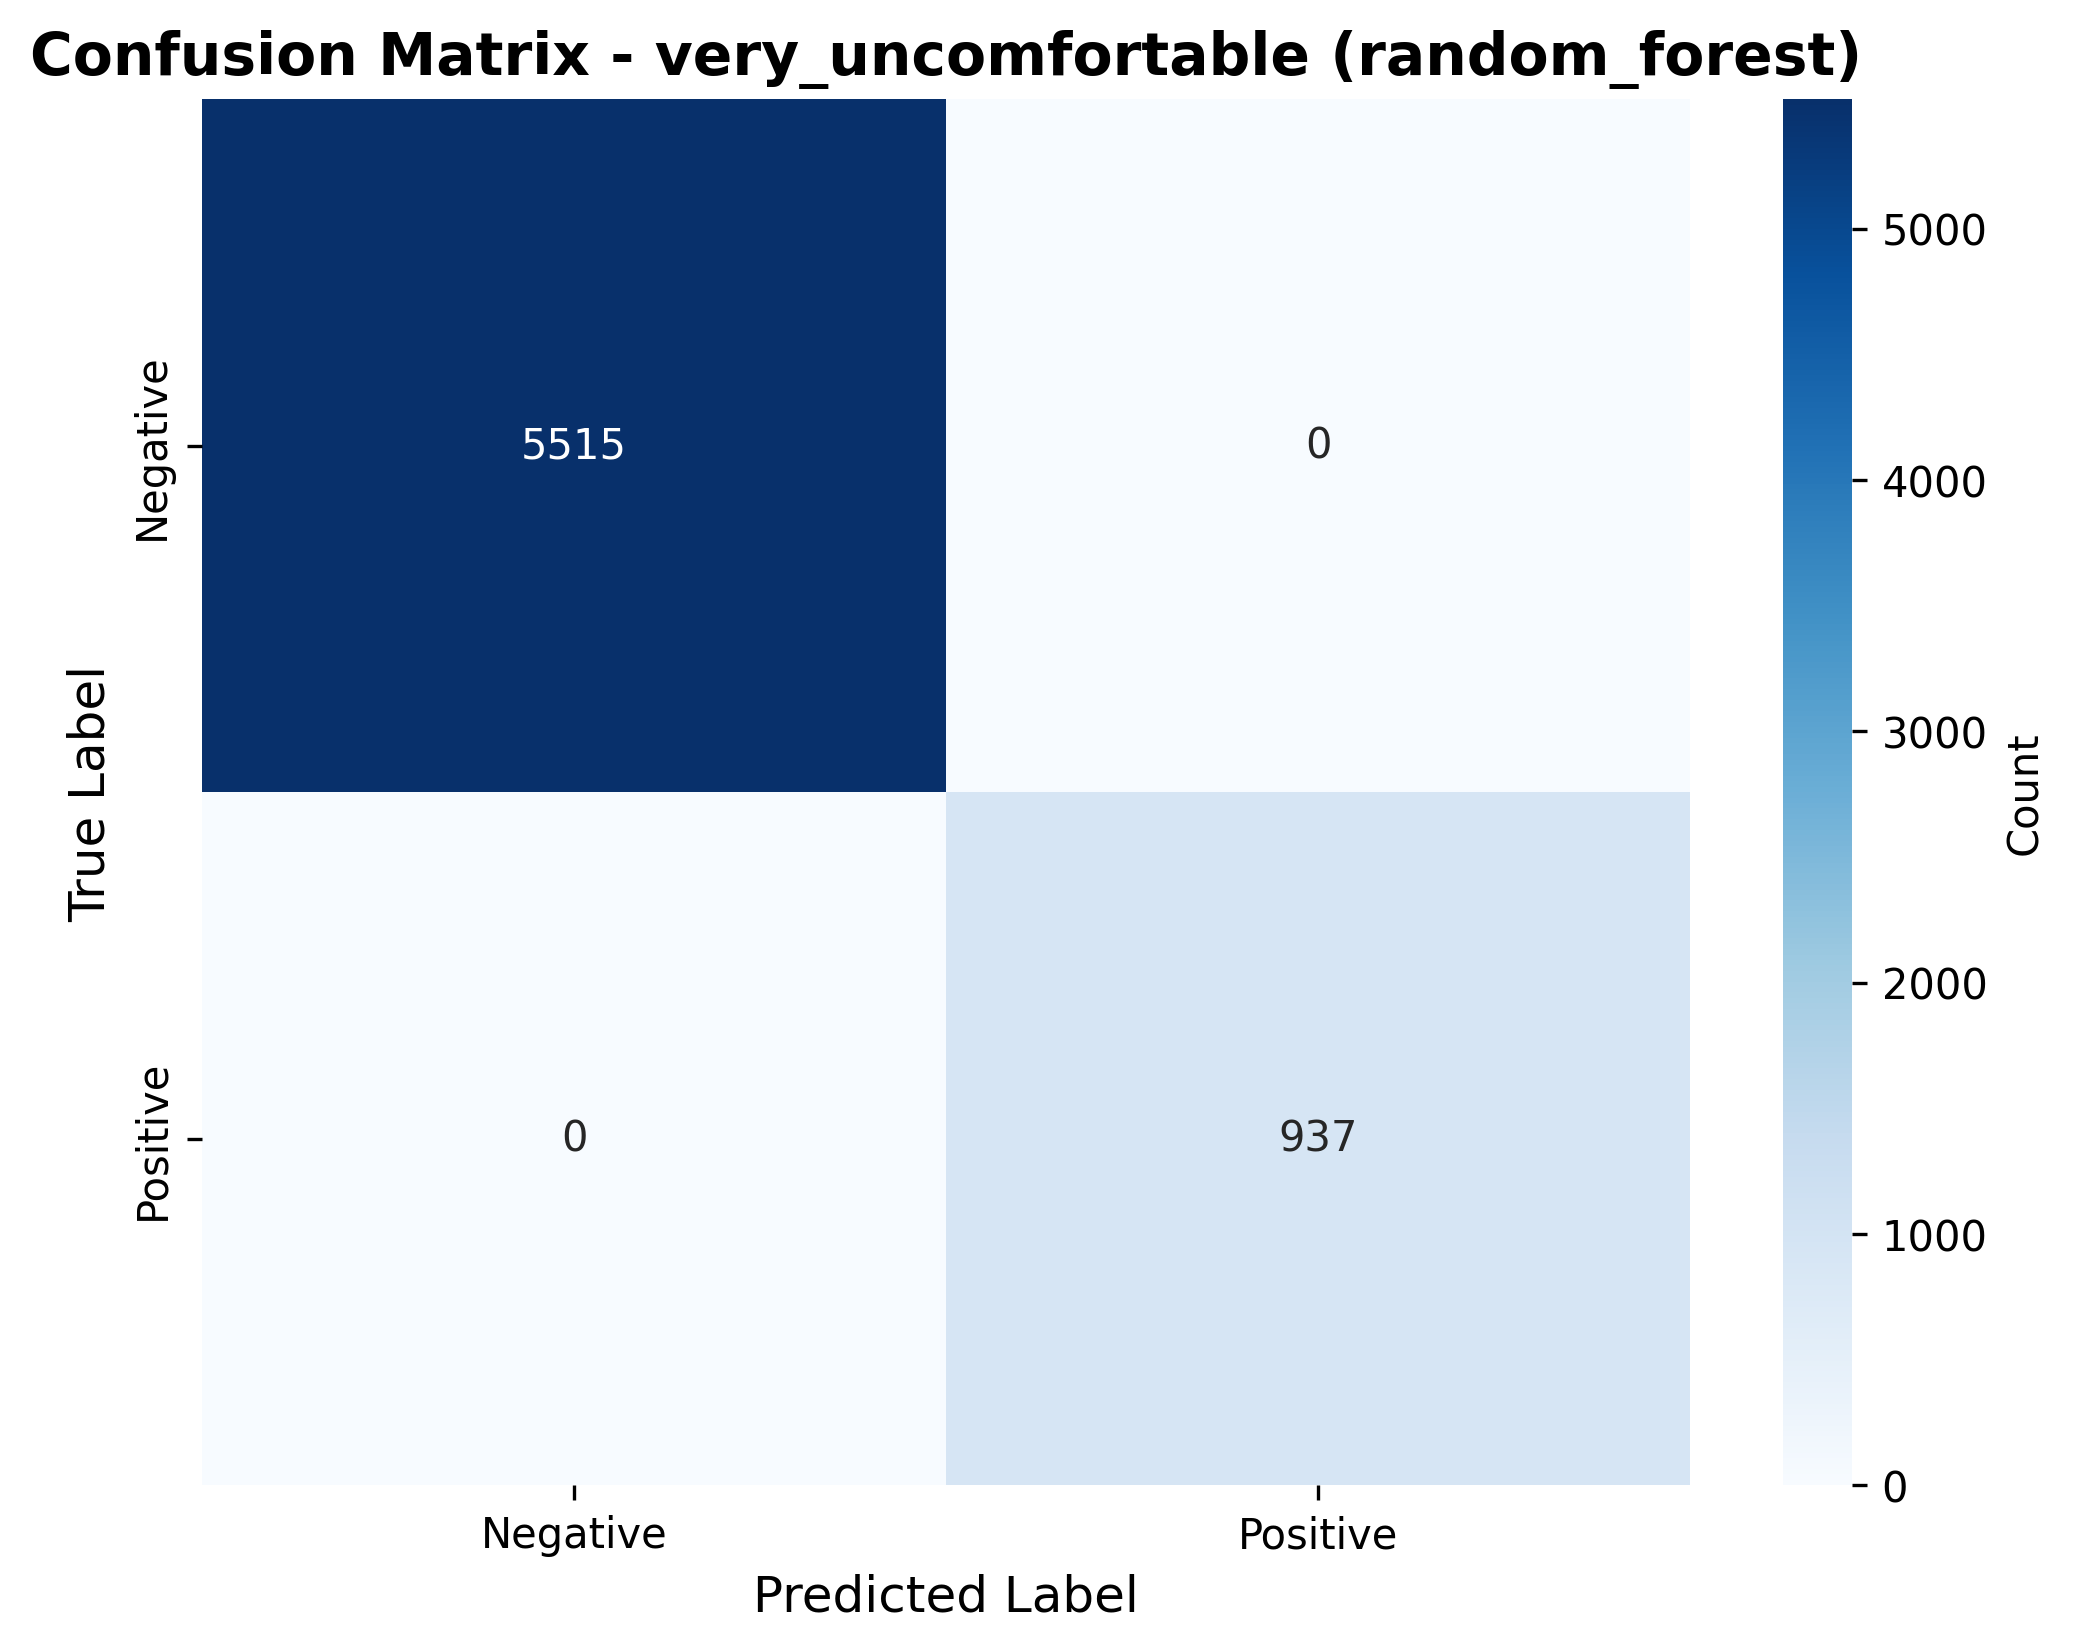 Confusion Matrix - very_uncomfortable (random_forest)
True Label
Negative
5515
0
Positive
0
937
Negative
Positive
Predicted Label
5000
4000
3000
2000
1000
0
Count